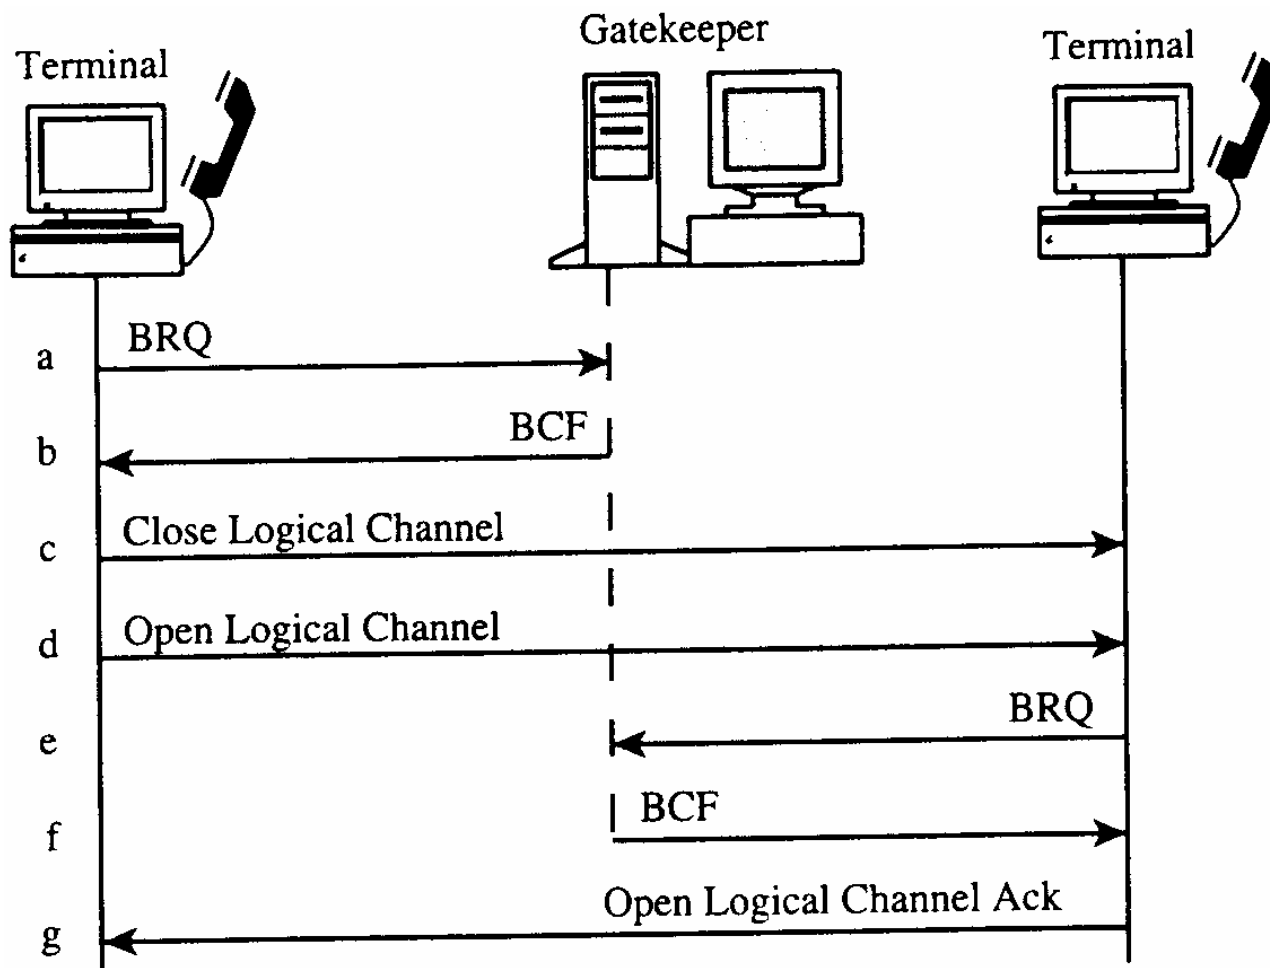 Gatekeeper
Terminal
Terminal
a
BRQ
b
BCF
c
Close Logical Channel
d
Open Logical Channel
e
BRQ
f
BCF
g
Open Logical Channel Ack